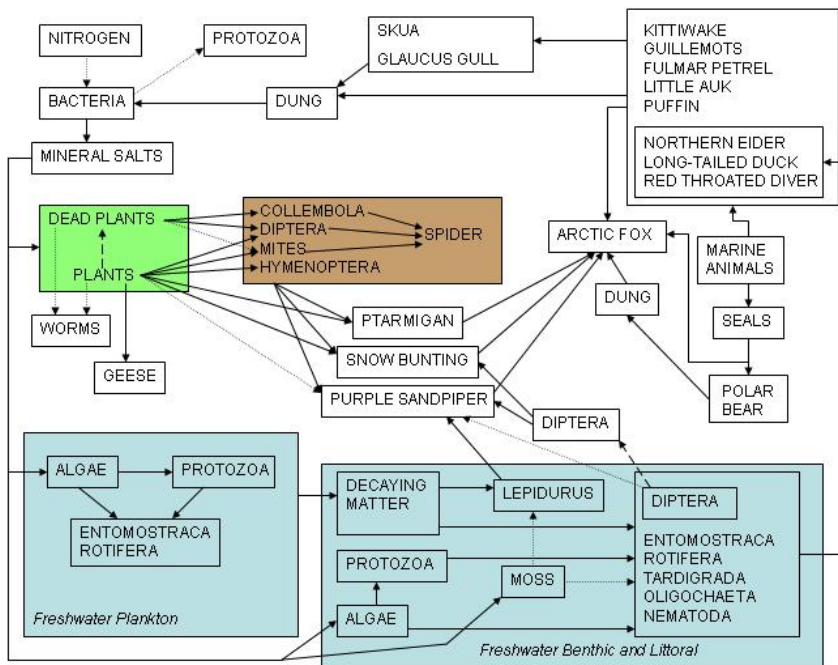 NITROGEN
PROTOZOA
SKUA
GLAUCUS GULL
KITTIWAKE
GUILLEMOTS
FULMAR PETREL
LITTLE AUK
PUFFIN
BACTERIA
DUNG
MINERAL SALTS
NORTHERN EIDER
LONG-TAILED DUCK
RED THROATED DIVER
DEAD PLANTS
PLANTS
COLLEMBOLA
DIPTERA
MITES
HYMENOPTERA
SPIDER
ARCTIC FOX
MARINE
ANIMALS
DUNG
SEALS
POLAR
BEAR
WORMS
GEESE
PTARMIGAN
SNOW BUNTING
PURPLE SANDPIPER
DIPTERA
ALGAE
PROTOZOA
ENTOMOSTRACA
ROTIFERA
Freshwater Plankton
DECAYING
MATTER
LEPIDURUS
DIPTERA
PROTOZOA
MOSS
ALGAE
ENTOMOSTRACA
ROTIFERA
TARDIGRADA
OLIGOCHAETA
NEMATODA
Freshwater Benthic and Littoral